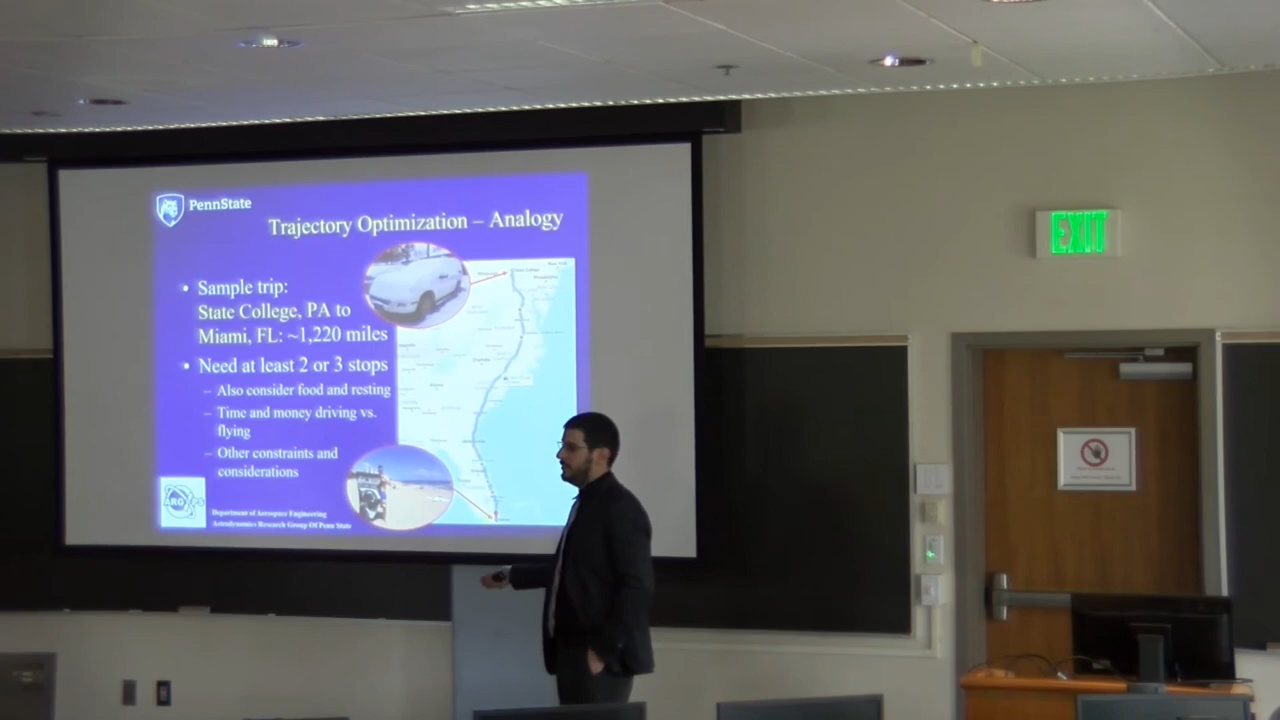 PennState
Trajectory Optimization – Analogy
• Sample trip:
State College, PA to
Miami, FL: ~1,220 miles
• Need at least 2 or 3 stops
– Also consider food and resting
– Time and money driving vs.
flying
– Other constraints and
considerations
Department of Aerospace Engineering
Astrodynamics Research Group Of Penn State
EXIT